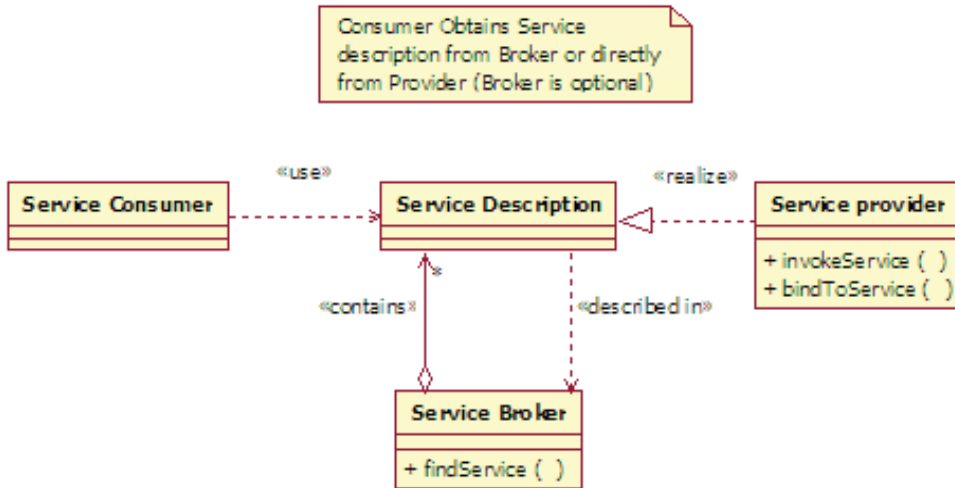 Consumer Obtains Service
description from Broker or directly
from Provider (Broker is optional)
«use»
«realize»
Service Consumer
Service Description
Service provider
+ invokeService ( )
+ bindToService ( )
*
«contains»
«described in»
Service Broker
+ findService ( )